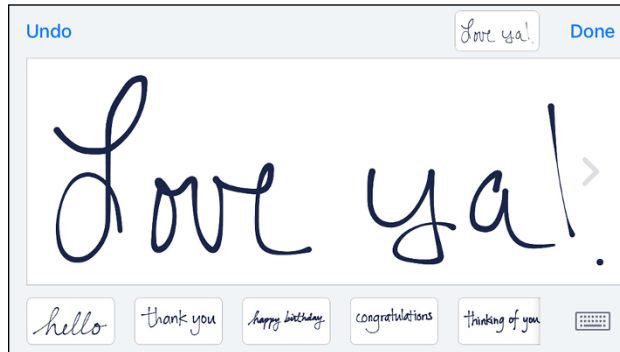 Undo Love ya! Done
Love ya!
hello thank you happy birthday congratulations thinking of you